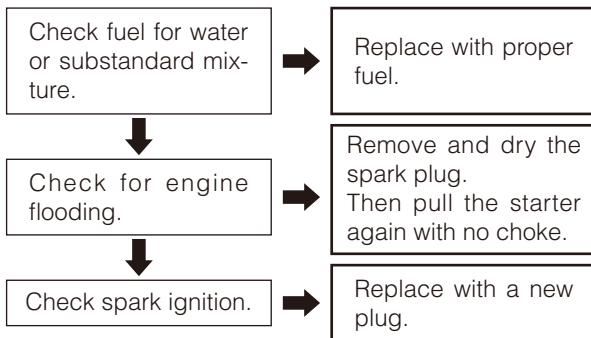 Check fuel for water
or substandard mix-
ture.
Replace with proper
fuel.
Check for engine
flooding.
Remove and dry the
spark plug.
Then pull the starter
again with no choke.
Check spark ignition.
Replace with a new
plug.